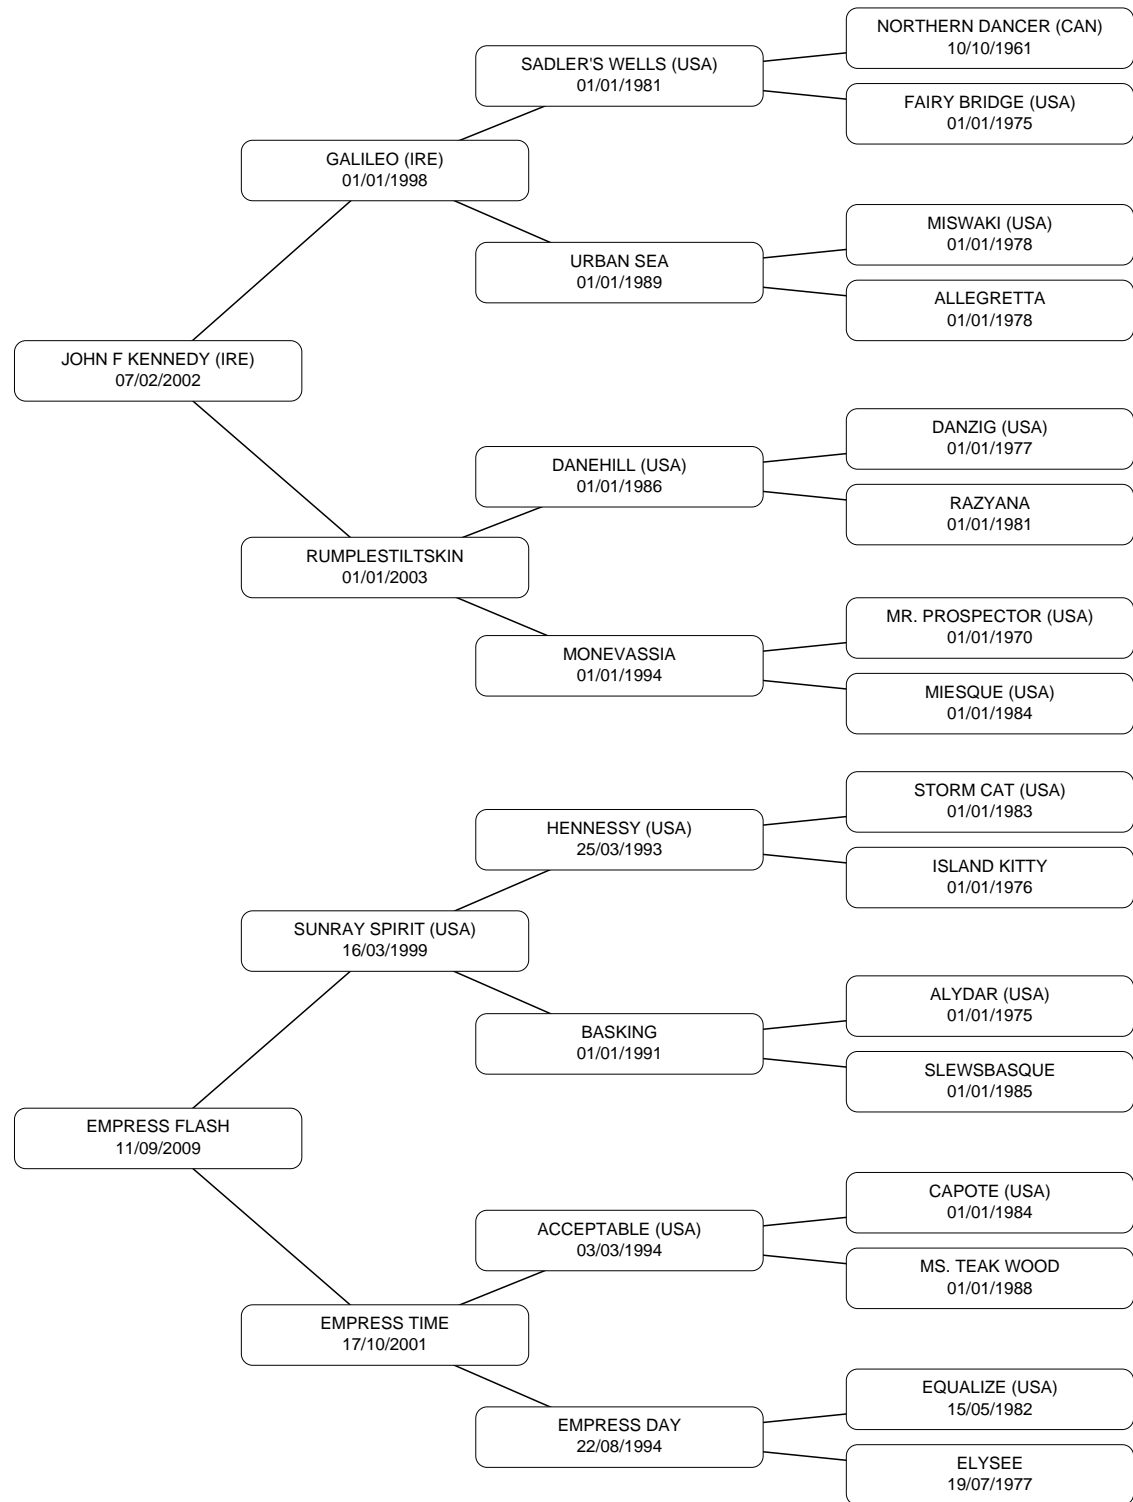 NORTHERN DANCER (CAN)
10/10/1961
SADLER'S WELLS (USA)
01/01/1981
FAIRY BRIDGE (USA)
01/01/1975
GALILEO (IRE)
01/01/1998
MISWAKI (USA)
01/01/1978
URBAN SEA
01/01/1989
ALLEGRETTA
01/01/1978
JOHN F KENNEDY (IRE)
07/02/2002
DANZIG (USA)
01/01/1977
DANEHILL (USA)
01/01/1986
RAZYANA
01/01/1981
RUMPLESTILTSKIN
01/01/2003
MR. PROSPECTOR (USA)
01/01/1970
MONEVASSIA
01/01/1994
MIESQUE (USA)
01/01/1984
STORM CAT (USA)
01/01/1983
HENNESSY (USA)
25/03/1993
ISLAND KITTY
01/01/1976
SUNRAY SPIRIT (USA)
16/03/1999
ALYDAR (USA)
01/01/1975
BASKING
01/01/1991
SLEWSBASQUE
01/01/1985
EMPRESS FLASH
11/09/2009
CAPOTE (USA)
01/01/1984
ACCEPTABLE (USA)
03/03/1994
MS. TEAK WOOD
01/01/1988
EMPRESS TIME
17/10/2001
EQUALIZE (USA)
15/05/1982
EMPRESS DAY
22/08/1994
ELYSEE
19/07/1977